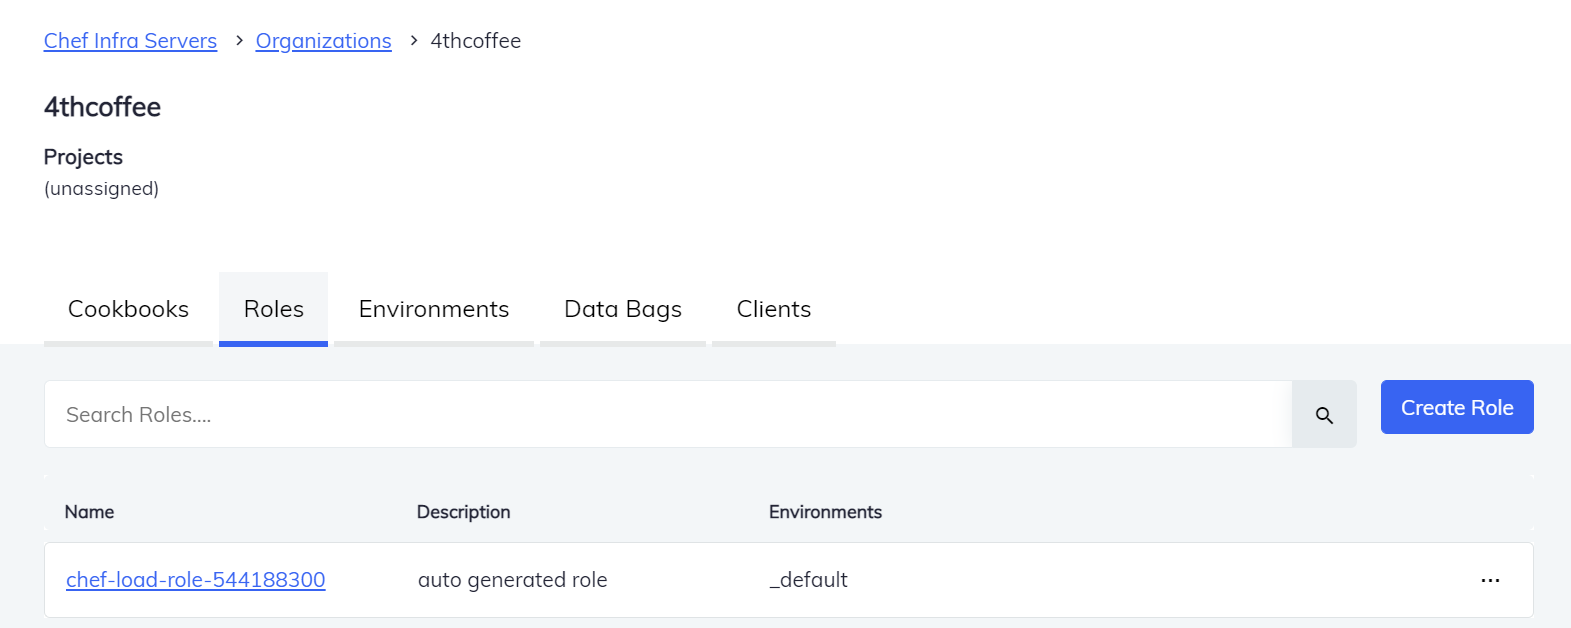 Chef Infra Servers > Organizations > 4thcoffee
4thcoffee
Projects
(unassigned)
Cookbooks Roles Environments Data Bags Clients
Search Roles....
Create Role
Name Description Environments
chef-load-role-544188300 auto generated role _default ...